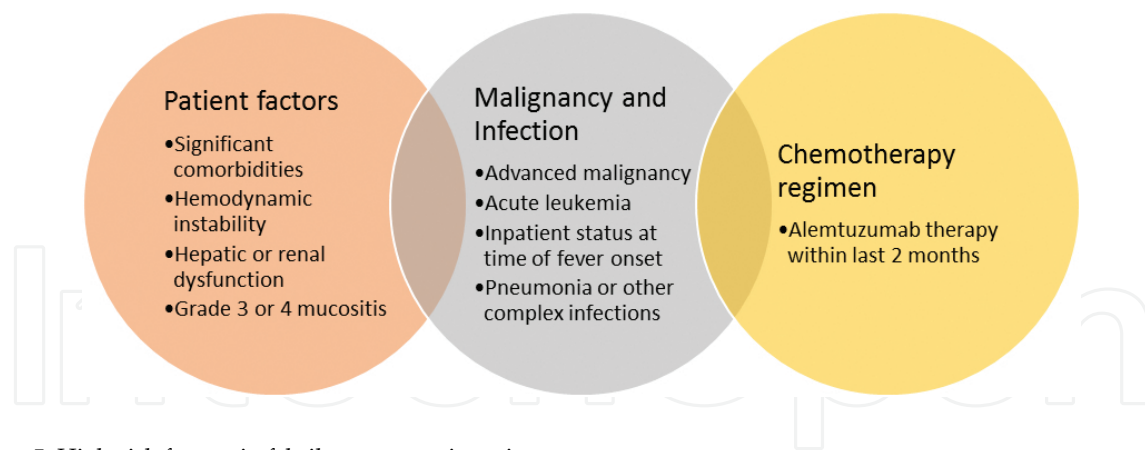 Patient factors
•Significant
comorbidities
•Hemodynamic
instability
•Hepatic or renal
dysfunction
•Grade 3 or 4 mucositis
Malignancy and
Infection
•Advanced malignancy
•Acute leukemia
•Inpatient status at
time of fever onset
•Pneumonia or other
complex infections
Chemotherapy
regimen
•Alemtuzumab therapy
within last 2 months